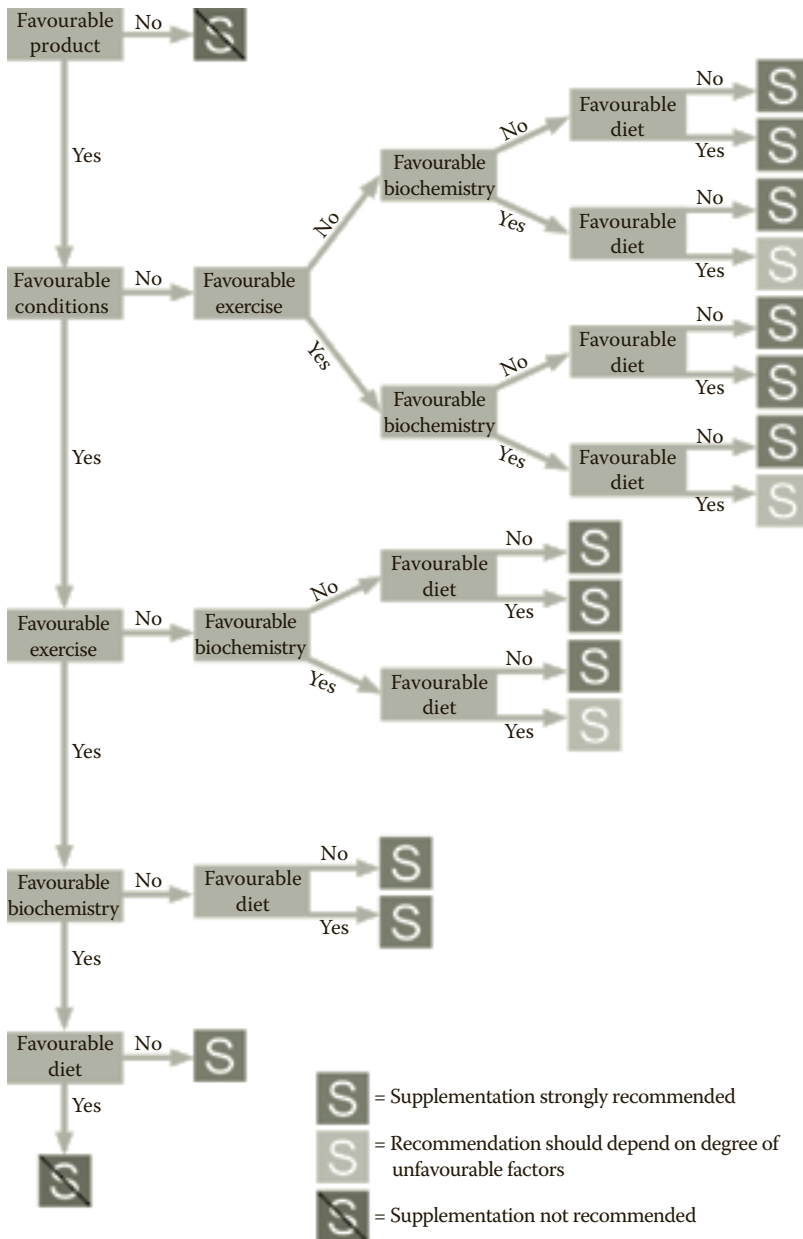 Favourable
product
No
S
Yes
No
S
Favourable
diet
Yes
S
No
Favourable
biochemistry
Yes
No
S
Favourable
diet
Yes
S
No
Favourable
conditions
No
Favourable
exercise
Yes
No
S
Favourable
diet
Yes
S
No
Favourable
biochemistry
Yes
No
S
Favourable
diet
Yes
S
Yes
No
S
Favourable
diet
Yes
S
No
Favourable
exercise
No
Favourable
biochemistry
Yes
No
S
Favourable
diet
Yes
S
Yes
Favourable
biochemistry
No
Favourable
diet
No
S
Yes
S
Yes
Favourable
diet
No
S
Yes
S
S = Supplementation strongly recommended
S = Recommendation should depend on degree of
unfavourable factors
S = Supplementation not recommended